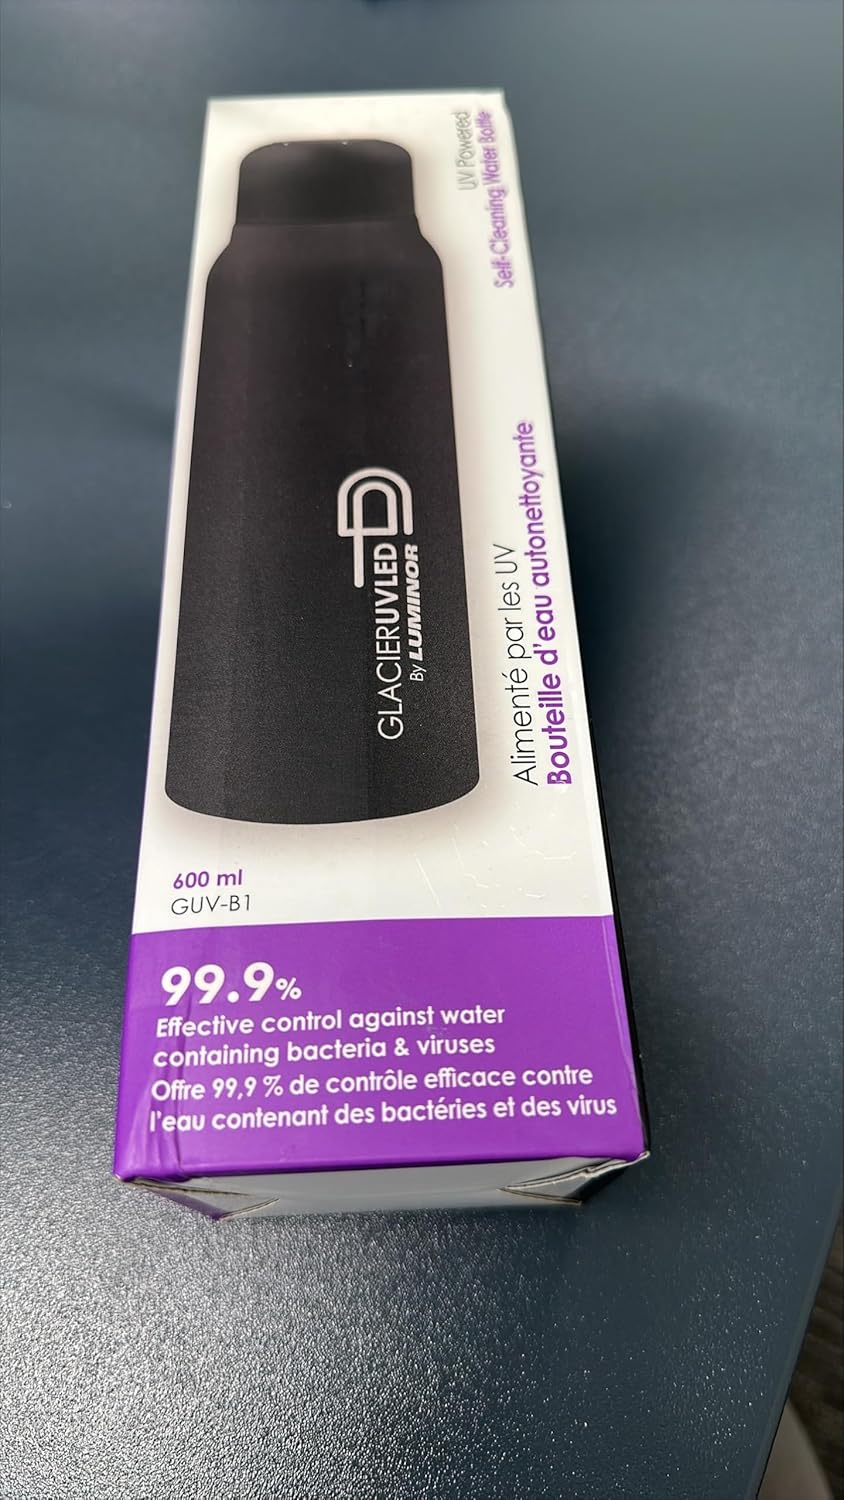 UV Powered
Self-Cleaning Water Bottle
Alimenté par les UV
Bouteille d'eau autonettoyante
GLACIERUVLED
By LUMINOR
600 ml
GUV-B1
99.9%
Effective control against water
containing bacteria & viruses
Offre 99,9 % de contrôle efficace contre
l'eau contenant des bactéries et des virus